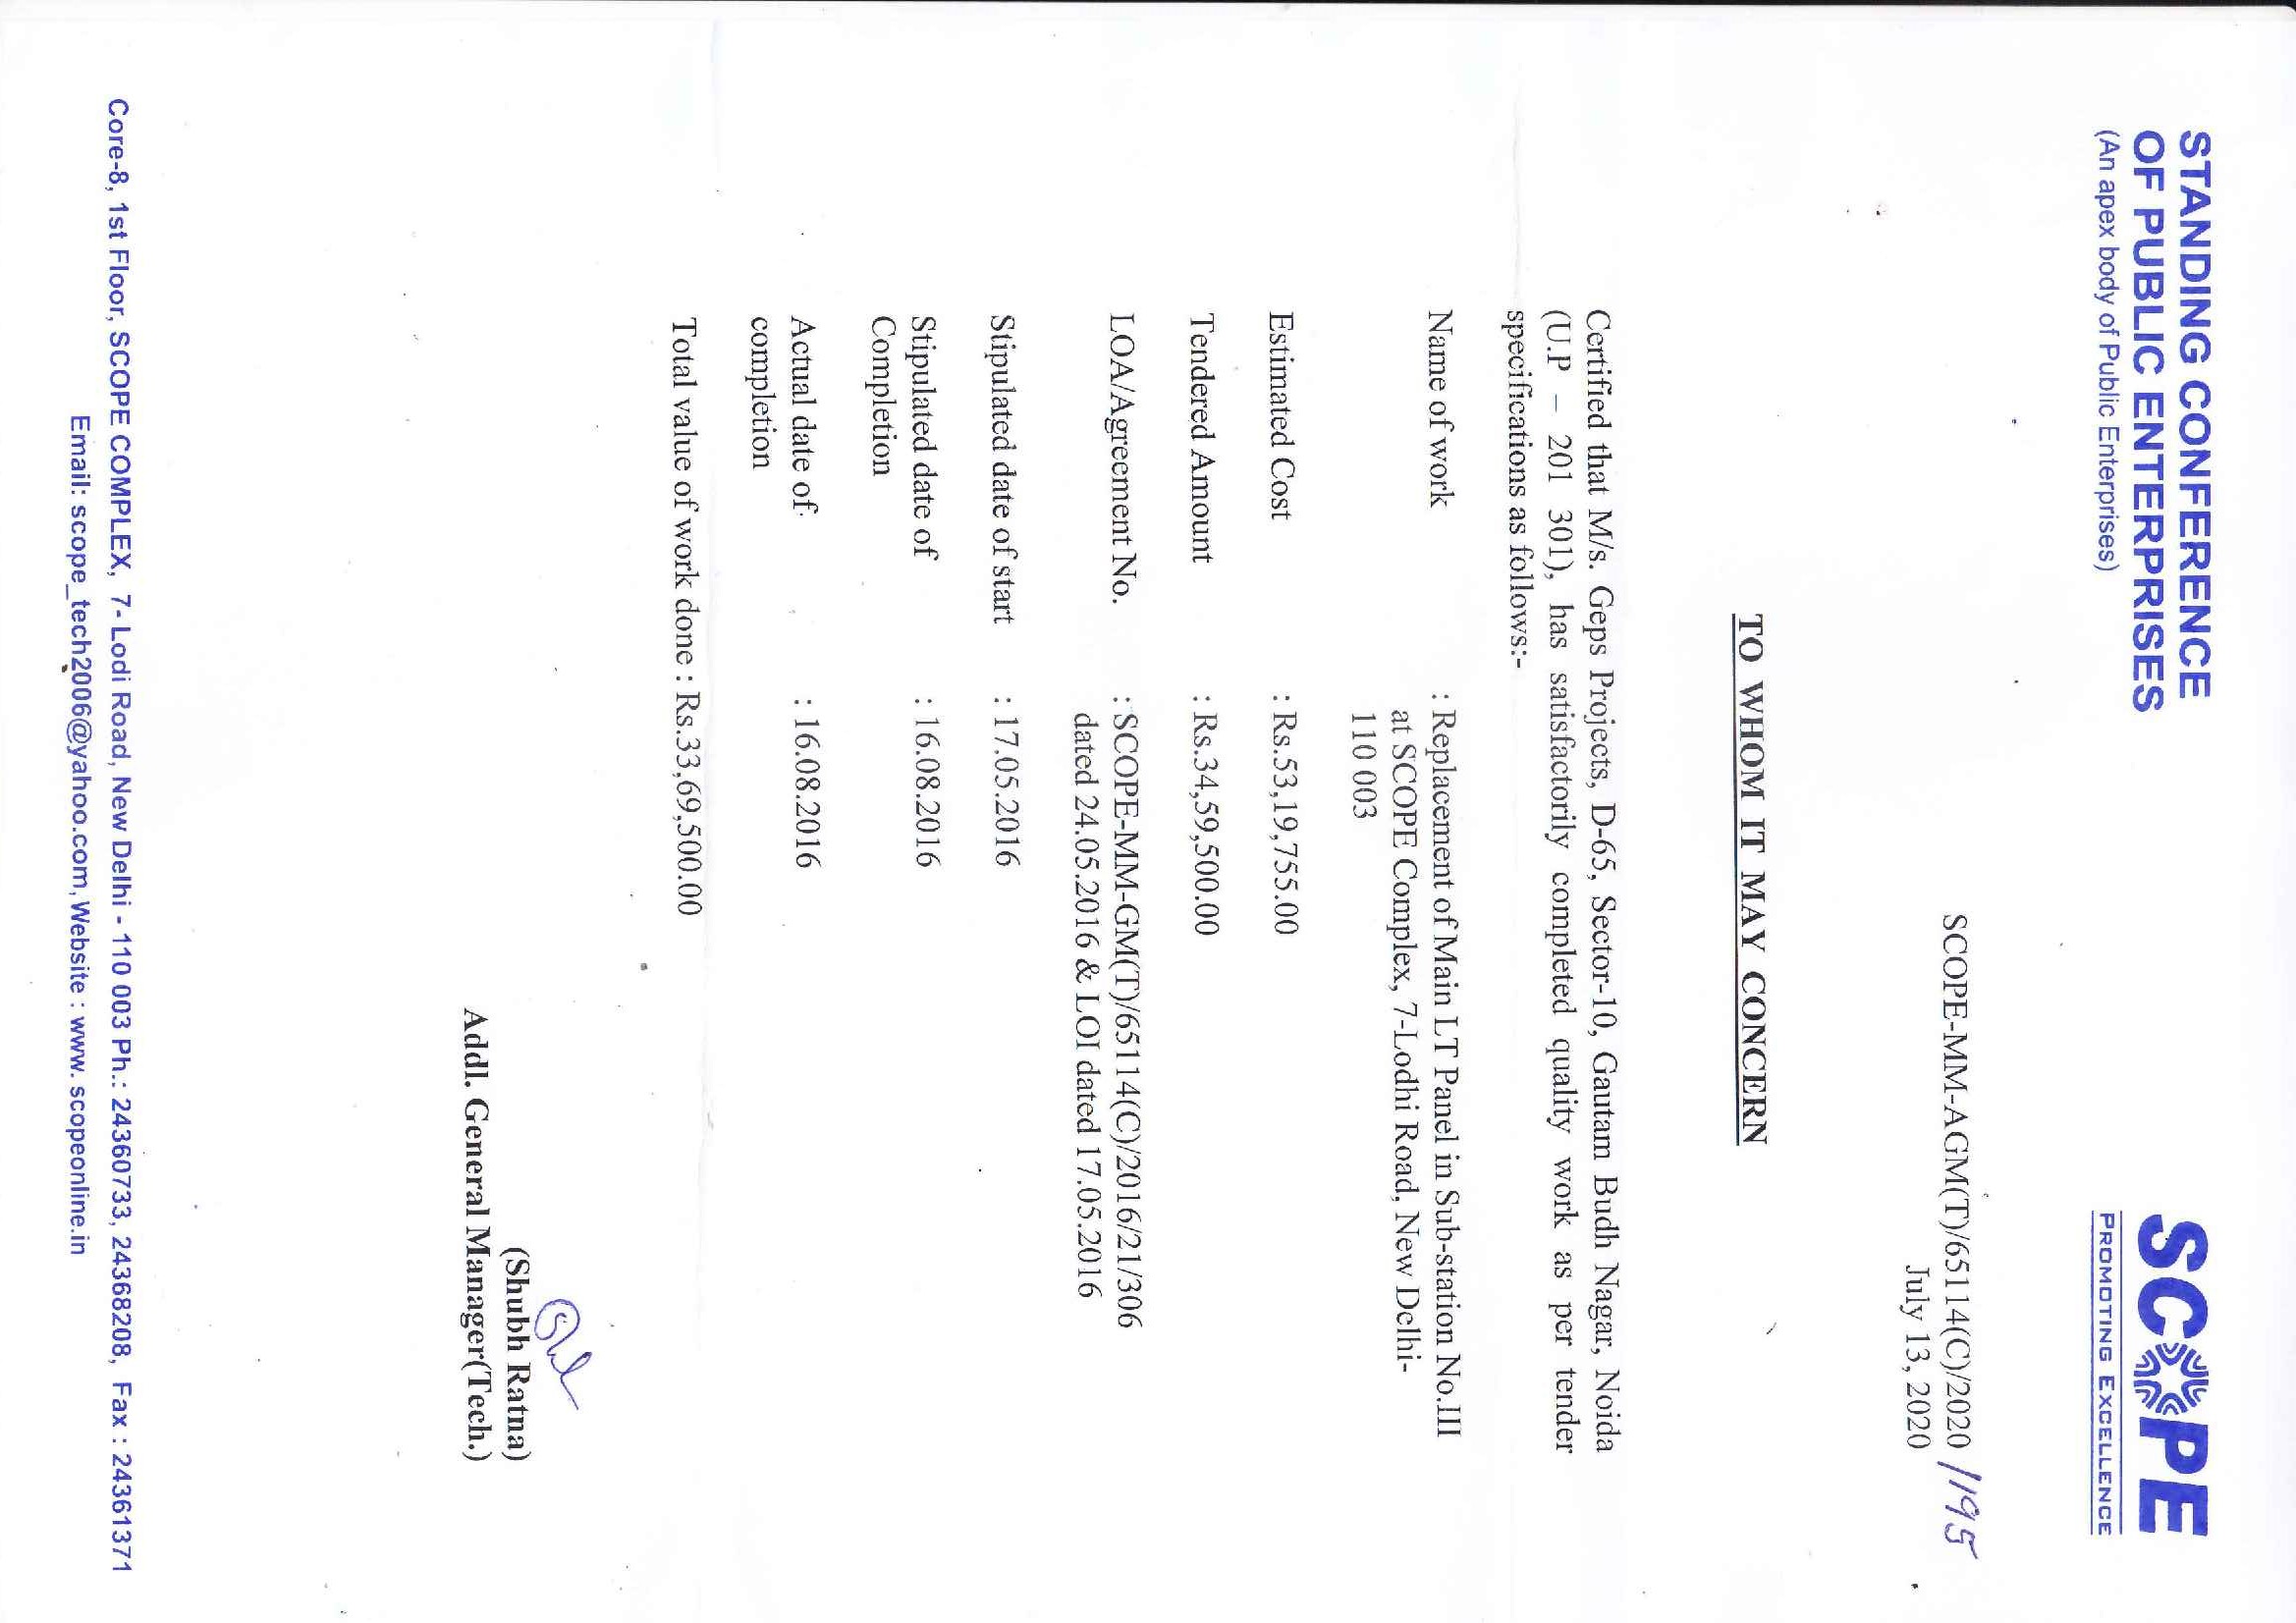 STANDING CONFERENCE
OF PUBLIC ENTERPRISES
(An apex body of Public Enterprises)
SCOPE
PROMOTING EXCELLENCE
SCOPE-MM-AGM(T)/65114(C)/2020 /1195
July 13, 2020
TO WHOM IT MAY CONCERN
Certified that M/s. Geps Projects, D-65, Sector-10, Gautam Budh Nagar, Noida
(U.P – 201 301), has satisfactorily completed quality work as per tender
specifications as follows:-
Name of work : Replacement of Main LT Panel in Sub-station No.III
at SCOPE Complex, 7-Lodhi Road, New Delhi-
110 003
Estimated Cost : Rs.53,19,755.00
Tendered Amount : Rs.34,59,500.00
LOA/Agreement No. : SCOPE-MM-GM(T)/65114(C)/2016/21/306
dated 24.05.2016 & LOI dated 17.05.2016
Stipulated date of start : 17.05.2016
Stipulated date of : 16.08.2016
Completion
Actual date of : 16.08.2016
completion
Total value of work done : Rs.33,69,500.00
(Shubh Ratna)
Addl. General Manager(Tech.)
Core-8, 1st Floor, SCOPE COMPLEX, 7- Lodi Road, New Delhi - 110 003 Ph.: 24360733, 24368208, Fax : 24361371
Email: scope_tech2006@yahoo.com, Website : www. scopeonline.in